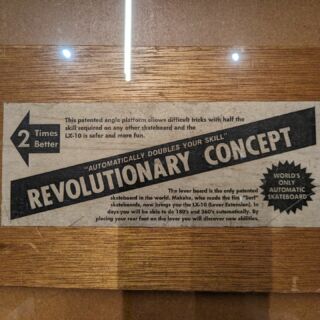 This patented angle platform allows difficult tricks with half the
skill required on any other skateboard and the
LX-10 is safer and more fun.
2 Times
Better
"AUTOMATICALLY DOUBLES YOUR SKILL"
REVOLUTIONARY CONCEPT
WORLD'S
ONLY
AUTOMATIC
SKATEBOARD
The lever board is the only patented
skateboard in the world. Makaha, who made the first "Surf"
skateboards, now brings you the LX-10 (Lever Extension). In
days you will be able to do 180's and 360's automatically. By
placing your rear foot on the lever you will discover new abilities.